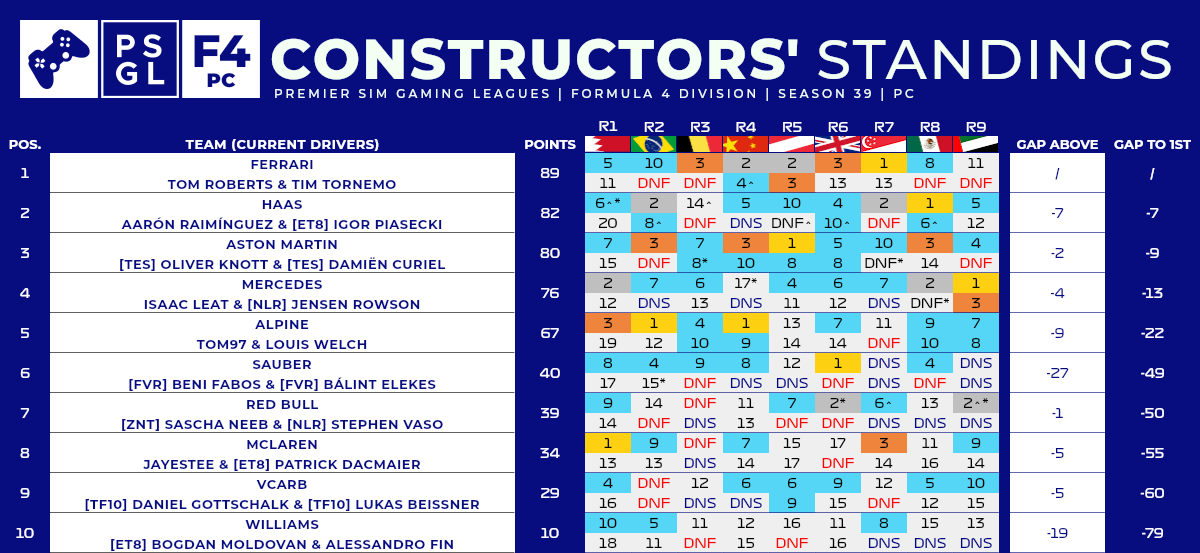 PS
GL
F4
PC
CONSTRUCTORS' STANDINGS
PREMIER SIM GAMING LEAGUES | FORMULA 4 DIVISION | SEASON 39 | PC
R1 R2 R3 R4 R5 R6 R7 R8 R9
POS. TEAM (CURRENT DRIVERS) POINTS GAP ABOVE GAP TO 1ST
FERRARI 5 10 3 2 2 3 1 8 11
1 89 / /
TOM ROBERTS & TIM TORNEMO 11 DNF DNF 4^ 3 13 13 DNF DNF
HAAS 6^* 2 14^ 5 10 4 2 1 5
2 82 -7 -7
AARÓN RAIMÍNGUEZ & [ET8] IGOR PIASECKI 20 8^ DNF DNS DNF^ 10^ DNF 6^ 12
ASTON MARTIN 7 3 7 3 1 5 10 3 4
3 80 -2 -9
[TES] OLIVER KNOTT & [TES] DAMIËN CURIEL 15 DNF 8* 10 8 8 DNF* 14 DNF
MERCEDES 2 7 6 17* 4 6 7 2 1
4 76 -4 -13
ISAAC LEAT & [NLR] JENSEN ROWSON 12 DNS 13 DNS 11 12 DNS DNF* 3
ALPINE 3 1 4 1 13 7 11 9 7
5 67 -9 -22
TOM97 & LOUIS WELCH 19 12 10 9 14 14 DNF 10 8
SAUBER 8 4 9 8 12 1 DNS 4 DNS
6 40 -27 -49
[FVR] BENI FABOS & [FVR] BÁLINT ELEKES 17 15* DNF DNS DNS DNF DNS DNF DNS
RED BULL 9 14 DNF 11 7 2* 6^ 13 2^*
7 39 -1 -50
[ZNT] SASCHA NEEB & [NLR] STEPHEN VASO 14 DNF DNS 13 DNF DNF DNS DNS DNS
MCLAREN 1 9 DNF 7 15 17 3 11 9
8 34 -5 -55
JAYESTEE & [ET8] PATRICK DACMAIER 13 13 DNS 14 17 DNF 14 16 14
VCARB 4 DNF 12 6 6 9 12 5 10
9 29 -5 -60
[TF10] DANIEL GOTTSCHALK & [TF10] LUKAS BEISSNER 16 DNF DNS DNS 9 15 DNF 12 15
WILLIAMS 10 5 11 12 16 11 8 15 13
10 10 -19 -79
[ET8] BOGDAN MOLDOVAN & ALESSANDRO FIN 18 11 DNF 15 DNF 16 DNS DNS DNS